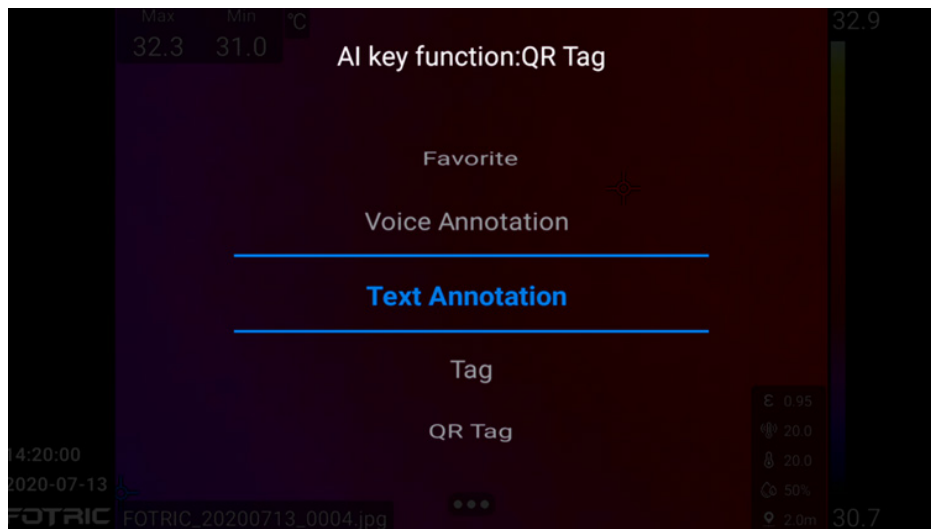 Max Min °C
32.3 31.0
32.9
AI key function:QR Tag
Favorite
Voice Annotation
Text Annotation
Tag
QR Tag
ε 0.95
20.0
20.0
50%
2.0m
14:20:00
2020-07-13
FOTRIC FOTRIC_20200713_0004.jpg
30.7